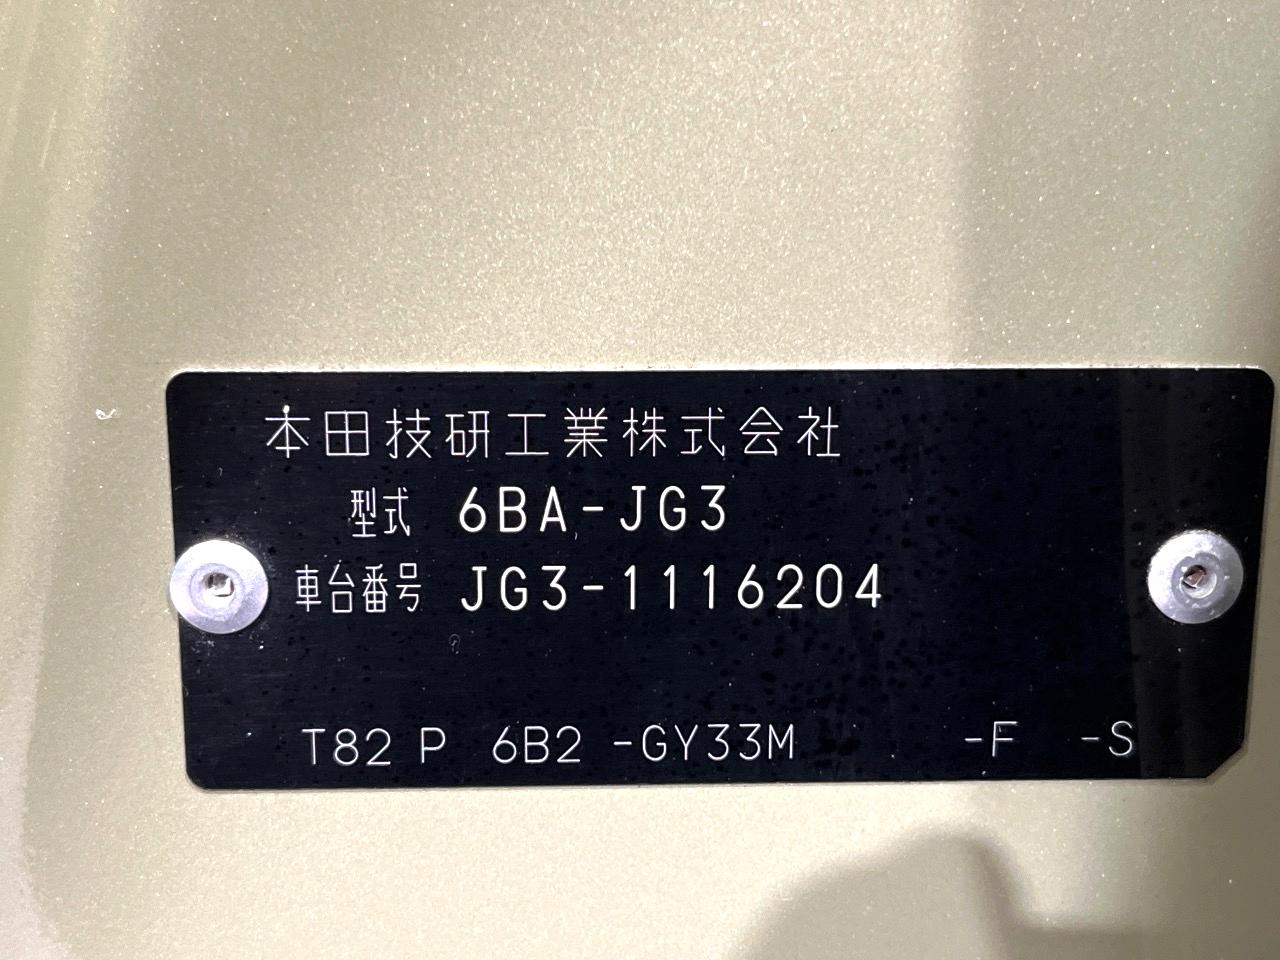 本田技研工業株式会社
型式 6BA-JG3
車台番号 JG3-1116204
T82 P 6B2 -GY33M -F -S